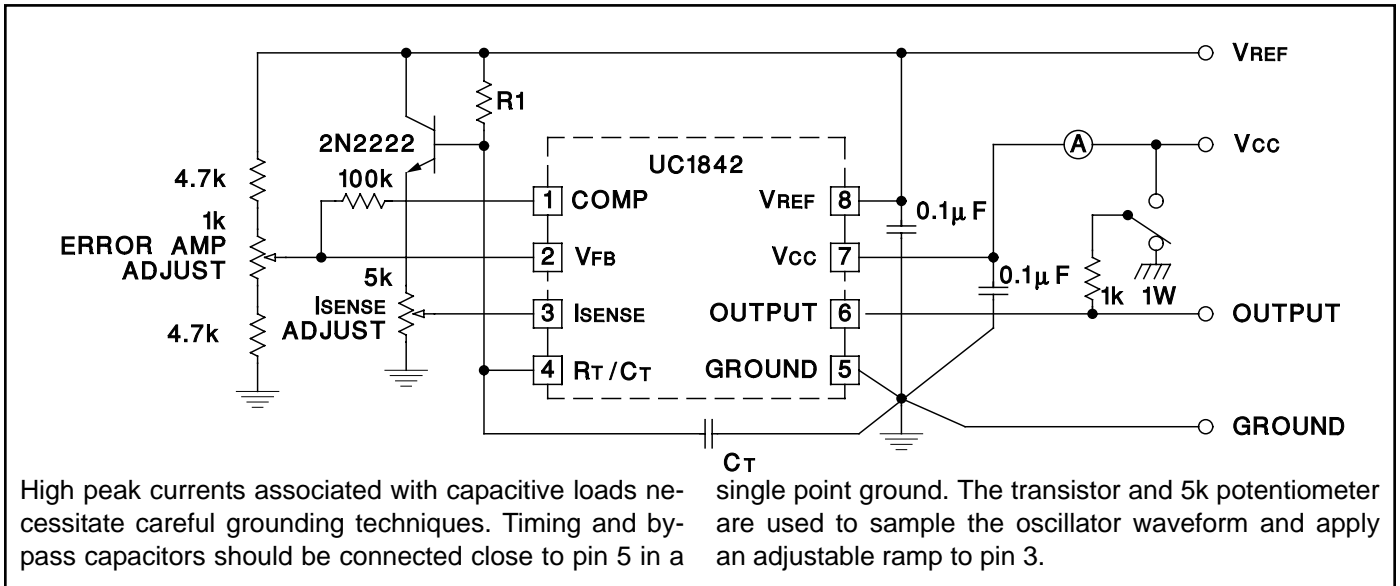 VREF
R1
A
VCC
2N2222
UC1842
4.7k
100k
1
COMP
VREF
8
0.1µ F
1k
ERROR AMP
ADJUST
2
VFB
VCC
7
5k
0.1µ F
ISENSE
ADJUST
3
ISENSE
OUTPUT
6
1k
1W
OUTPUT
4.7k
4
RT /CT
GROUND
5
GROUND
CT
High peak currents associated with capacitive loads ne-
cessitate careful grounding techniques. Timing and by-
pass capacitors should be connected close to pin 5 in a
single point ground. The transistor and 5k potentiometer
are used to sample the oscillator waveform and apply
an adjustable ramp to pin 3.